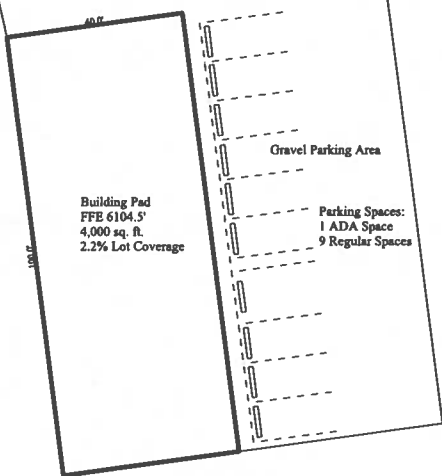 40 ft
Building Pad
FFE 6104.5'
4,000 sq. ft.
2.2% Lot Coverage
100 ft
Gravel Parking Area
Parking Spaces:
1 ADA Space
9 Regular Spaces